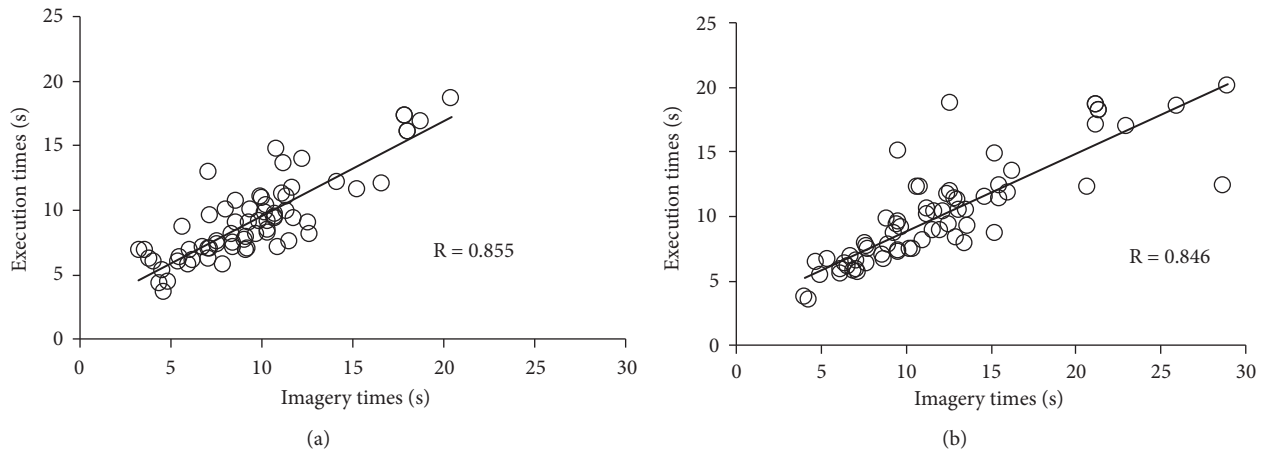 25
20
15
10
5
0
Execution times (s)
R = 0.855
0 5 10 15 20 25 30
Imagery times (s)
(a)
25
20
15
10
5
0
Execution times (s)
R = 0.846
0 5 10 15 20 25 30
Imagery times (s)
(b)